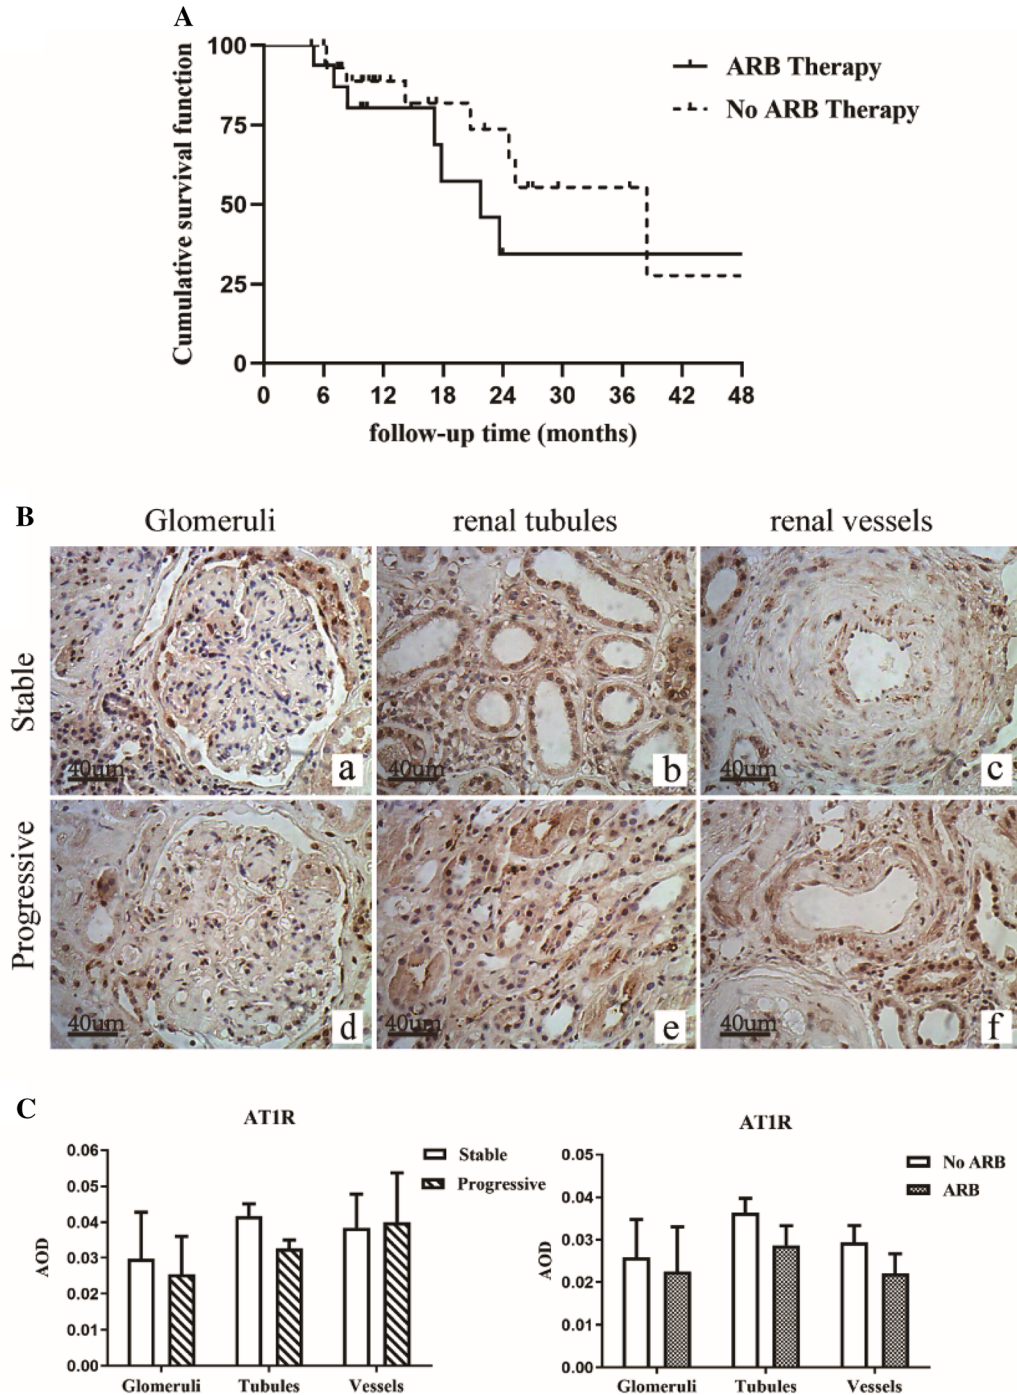 A
100
75
50
25
0
Cumulative survival function
ARB Therapy
No ARB Therapy
0 6 12 18 24 30 36 42 48
follow-up time (months)
B
Glomeruli renal tubules renal vessels
Stable
40um a 40um b 40um c
Progressive
40um d 40um e 40um f
C
AT1R
0.06
0.05
0.04
0.03
0.02
0.01
0.00
AOD
Stable
Progressive
Glomeruli Tubules Vessels
AT1R
0.05
0.04
0.03
0.02
0.01
0.00
AOD
No ARB
ARB
Glomeruli Tubules Vessels